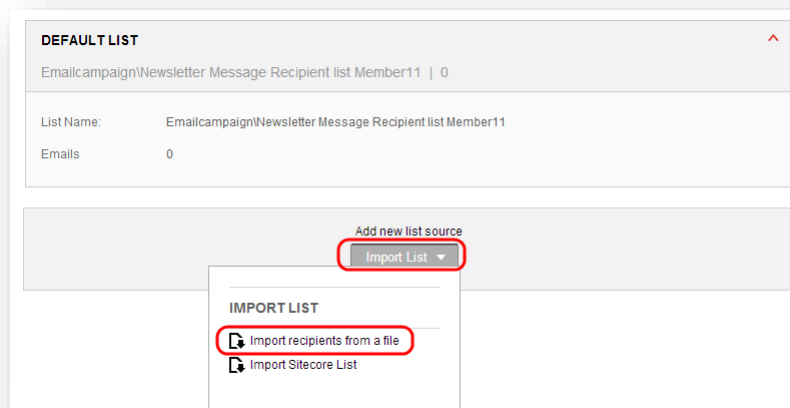 DEFAULT LIST
Emailcampaign\Newsletter Message Recipient list Member11 | 0
List Name: Emailcampaign\Newsletter Message Recipient list Member11
Emails 0
Add new list source
Import List
IMPORT LIST
Import recipients from a file
Import Sitecore List